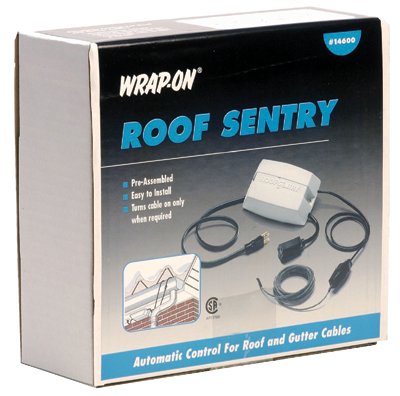 #14600
WRAP-ON®
ROOF SENTRY
• Pre-Assembled
• Easy to Install
• Turns cable on only
when required
Automatic Control For Roof and Gutter Cables